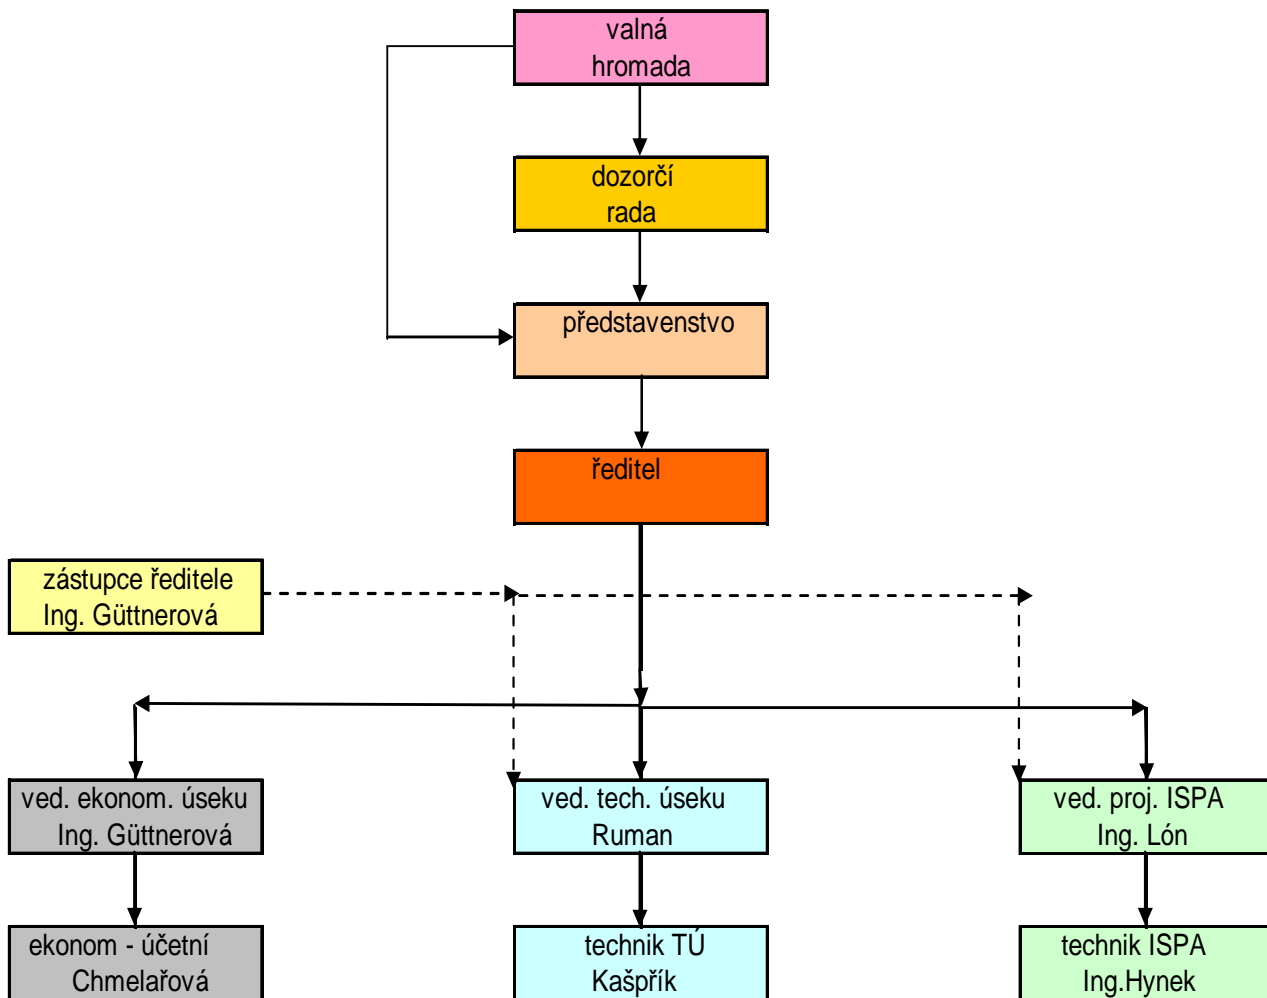 valná
hromada
dozorčí
rada
představenstvo
ředitel
zástupce ředitele
Ing. Güttnerová
ved. ekonom. úseku
Ing. Güttnerová
ved. tech. úseku
Ruman
ved. proj. ISPA
Ing. Lón
ekonom - účetní
Chmelařová
technik TÚ
Kašpřík
technik ISPA
Ing.Hynek